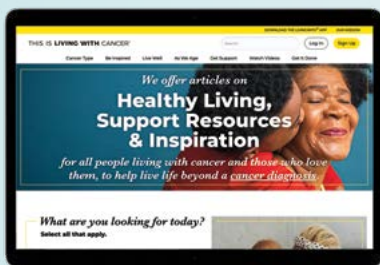 DOWNLOAD THE LIVINGWITH® APP
THIS IS LIVING WITH CANCER™
Search
Log In
Sign Up
Cancer Type Be Inspired Live Well As We Age Get Support Watch Videos Get It Done
We offer articles on
Healthy Living,
Support Resources
& Inspiration
for all people living with cancer and those who love
them, to help live life beyond a cancer diagnosis.
What are you looking for today?
Select all that apply.